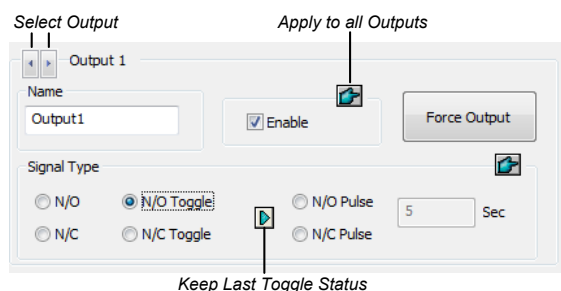 Select Output
Apply to all Outputs
Output 1
Name
Output1
Enable
Force Output
Signal Type
N/O
N/O Toggle
N/O Pulse
5
Sec
N/C
N/C Toggle
N/C Pulse
Keep Last Toggle Status